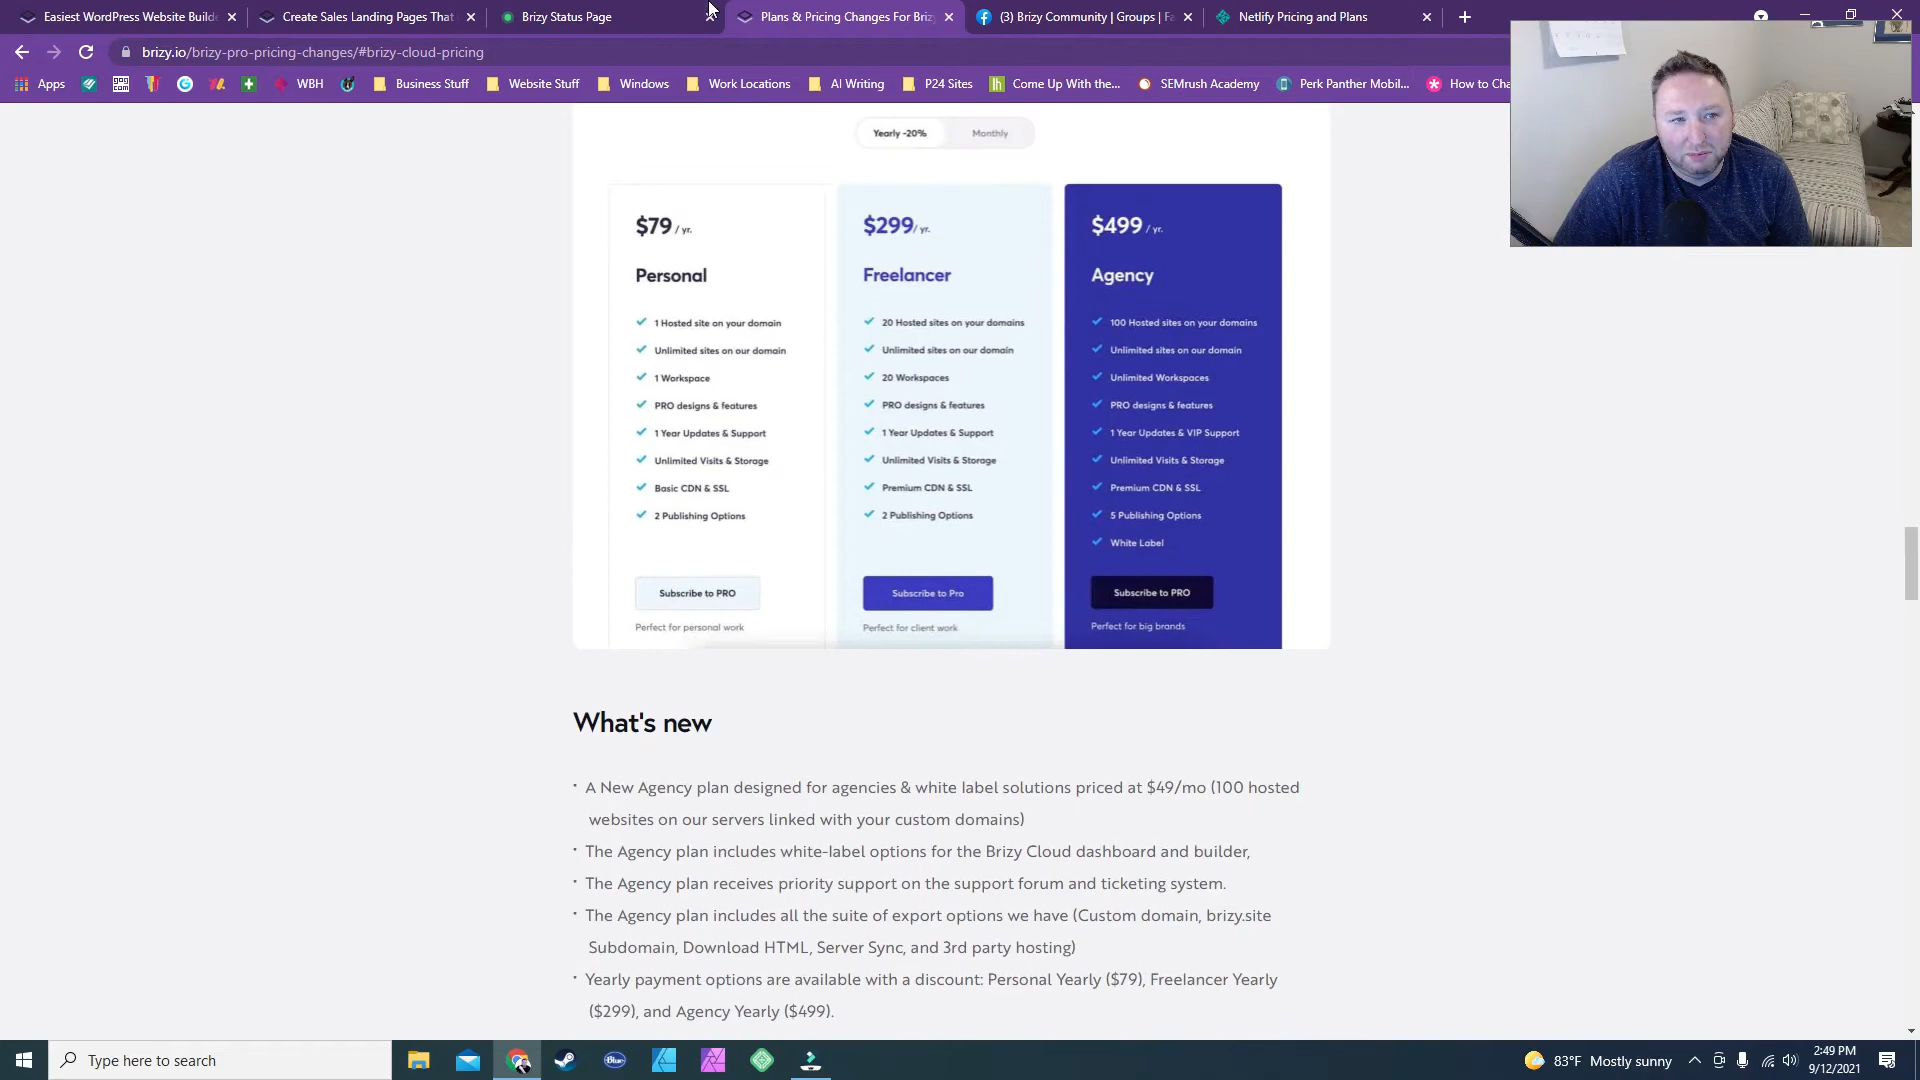 Easiest WordPress Website Builde
Create Sales Landing Pages That
Brizy Status Page
Plans & Pricing Changes For Briz
(3) Brizy Community | Groups | Fa
Netlify Pricing and Plans
brizy.io/brizy-pro-pricing-changes/#brizy-cloud-pricing
Apps
WBH
Business Stuff
Website Stuff
Windows
Work Locations
AI Writing
P24 Sites
Come Up With the...
SEMrush Academy
Perk Panther Mobil...
How to Cha
Yearly -20%
Monthly
$79 / yr.
Personal
1 Hosted site on your domain
Unlimited sites on our domain
1 Workspace
PRO designs & features
1 Year Updates & Support
Unlimited Visits & Storage
Basic CDN & SSL
2 Publishing Options
Subscribe to PRO
Perfect for personal work
$299/ yr.
Freelancer
20 Hosted sites on your domains
Unlimited sites on our domain
20 Workspaces
PRO designs & features
1 Year Updates & Support
Unlimited Visits & Storage
Premium CDN & SSL
2 Publishing Options
Subscribe to Pro
Perfect for client work
$499 / yr.
Agency
100 Hosted sites on your domains
Unlimited sites on our domain
Unlimited Workspaces
PRO designs & features
1 Year Updates & VIP Support
Unlimited Visits & Storage
Premium CDN & SSL
5 Publishing Options
White Label
Subscribe to PRO
Perfect for big brands
What's new
· A New Agency plan designed for agencies & white label solutions priced at $49/mo (100 hosted
websites on our servers linked with your custom domains)
· The Agency plan includes white-label options for the Brizy Cloud dashboard and builder,
· The Agency plan receives priority support on the support forum and ticketing system.
· The Agency plan includes all the suite of export options we have (Custom domain, brizy.site
Subdomain, Download HTML, Server Sync, and 3rd party hosting)
· Yearly payment options are available with a discount: Personal Yearly ($79), Freelancer Yearly
($299), and Agency Yearly ($499).
Type here to search
Blue
83°F Mostly sunny
2:49 PM
9/12/2021